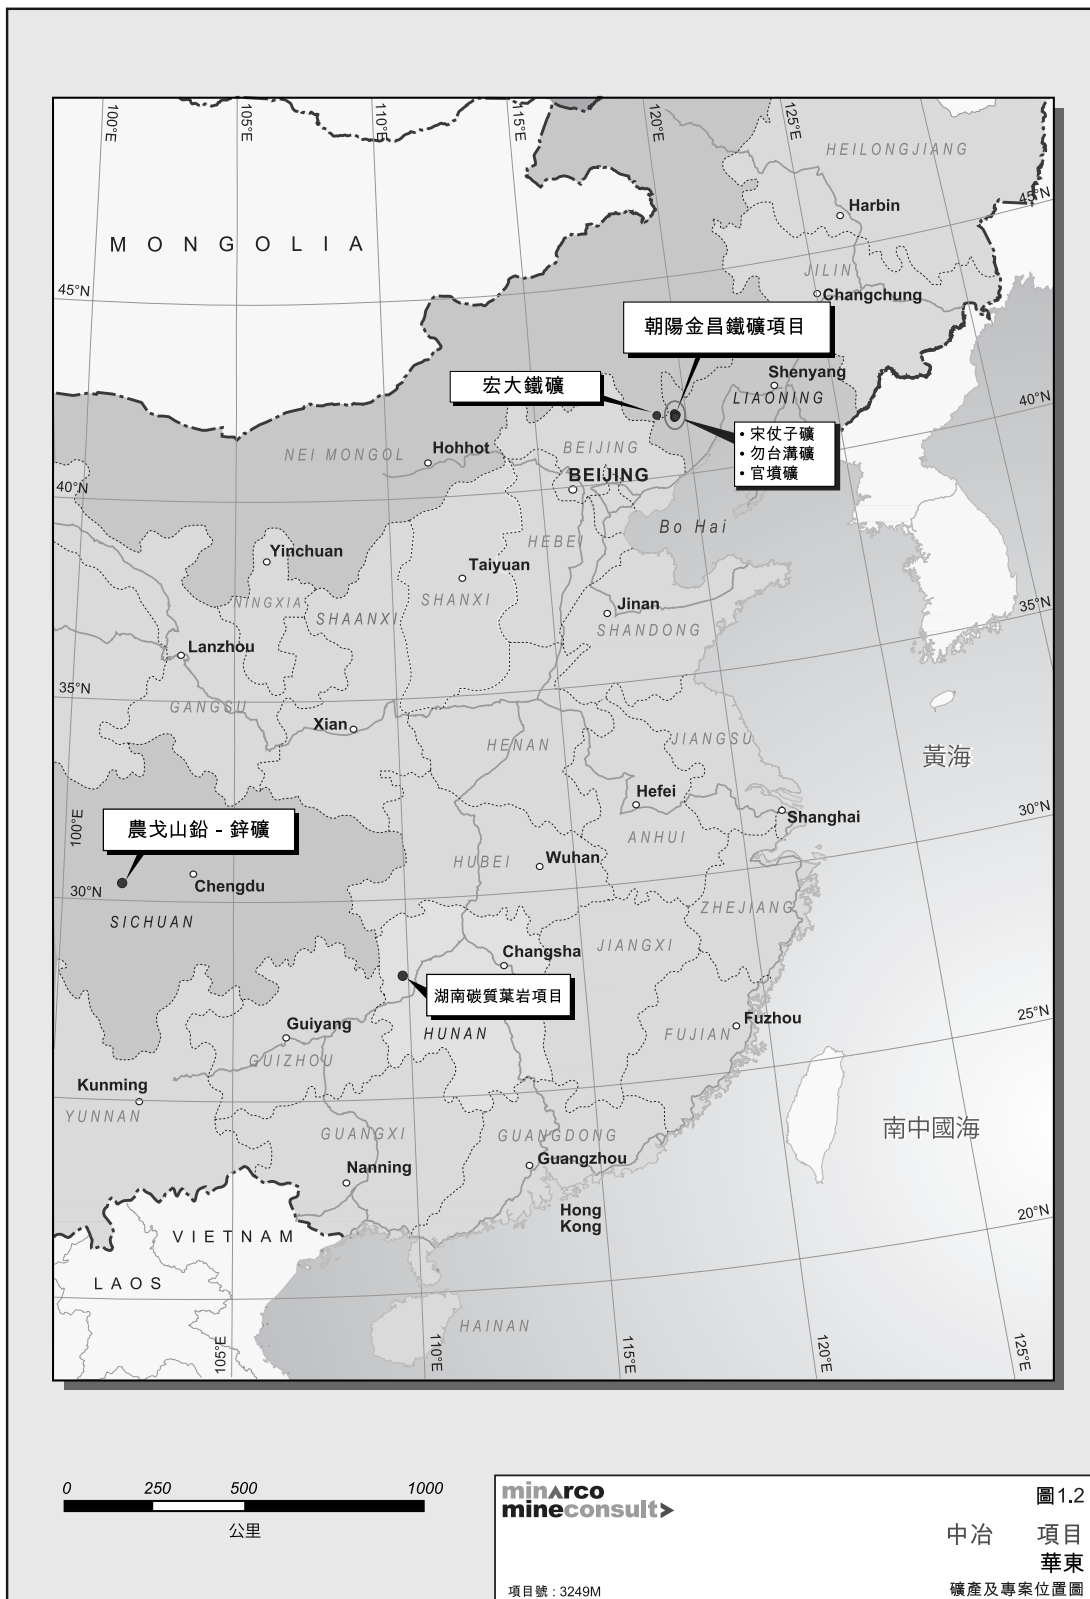 100°E
105°E
110°E
115°E
120°E
125°E
HEILONGJIANG
45°N
Harbin
MONGOLIA
JILIN
45°N
Changchung
朝陽金昌鐵礦項目
宏大鐵礦
Shenyang
LIAONING
40°N
• 宋仗子礦
• 勿台溝礦
• 官墳礦
NEI MONGOL
Hohhot
BEIJING
BEIJING
40°N
Bo Hai
HEBEI
Yinchuan
Taiyuan
NINGXIA
SHAANXI
SHANXI
Jinan
SHANDONG
35°N
Lanzhou
35°N
GANGSU
Xian
HENAN
JIANGSU
黃海
Hefei
100°E
農戈山鉛 - 鋅礦
Shanghai
30°N
ANHUI
HUBEI
Wuhan
Chengdu
30°N
SICHUAN
ZHEJIANG
JIANGXI
Changsha
湖南碳質葉岩項目
HUNAN
Guiyang
GUIZHOU
Fuzhou
FUJIAN
25°N
Kunming
YUNNAN
GUANGXI
GUANGDONG
南中國海
Nanning
Guangzhou
Hong
Kong
20°N
VIETNAM
LAOS
HAINAN
105°E
110°E
115°E
120°E
125°E
0 250 500 1000
公里
minarco
mineconsult
圖1.2
中冶 項目
華東
項目號 : 3249M
礦產及專案位置圖